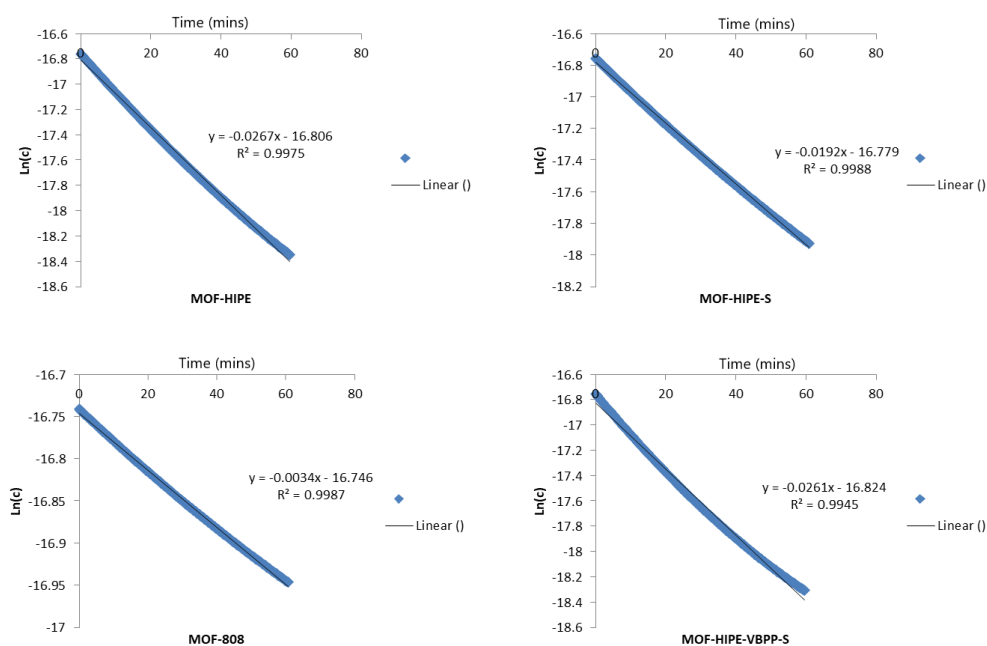 Time (mins)
-16.6
0 20 40 60 80
-16.8
-17
-17.2
-17.4
-17.6
-17.8
-18
-18.2
-18.4
-18.6
Ln(c)
y = -0.0267x - 16.806
R² = 0.9975
Linear ()
MOF-HIPE
Time (mins)
-16.6
0 20 40 60 80
-16.8
-17
-17.2
-17.4
-17.6
-17.8
-18
-18.2
Ln(c)
y = -0.0192x - 16.779
R² = 0.9988
Linear ()
MOF-HIPE-S
Time (mins)
-16.7
0 20 40 60 80
-16.75
-16.8
-16.85
-16.9
-16.95
-17
Ln(c)
y = -0.0034x - 16.746
R² = 0.9987
Linear ()
MOF-808
Time (mins)
-16.6
0 20 40 60 80
-16.8
-17
-17.2
-17.4
-17.6
-17.8
-18
-18.2
-18.4
-18.6
Ln(c)
y = -0.0261x - 16.824
R² = 0.9945
Linear ()
MOF-HIPE-VBPP-S